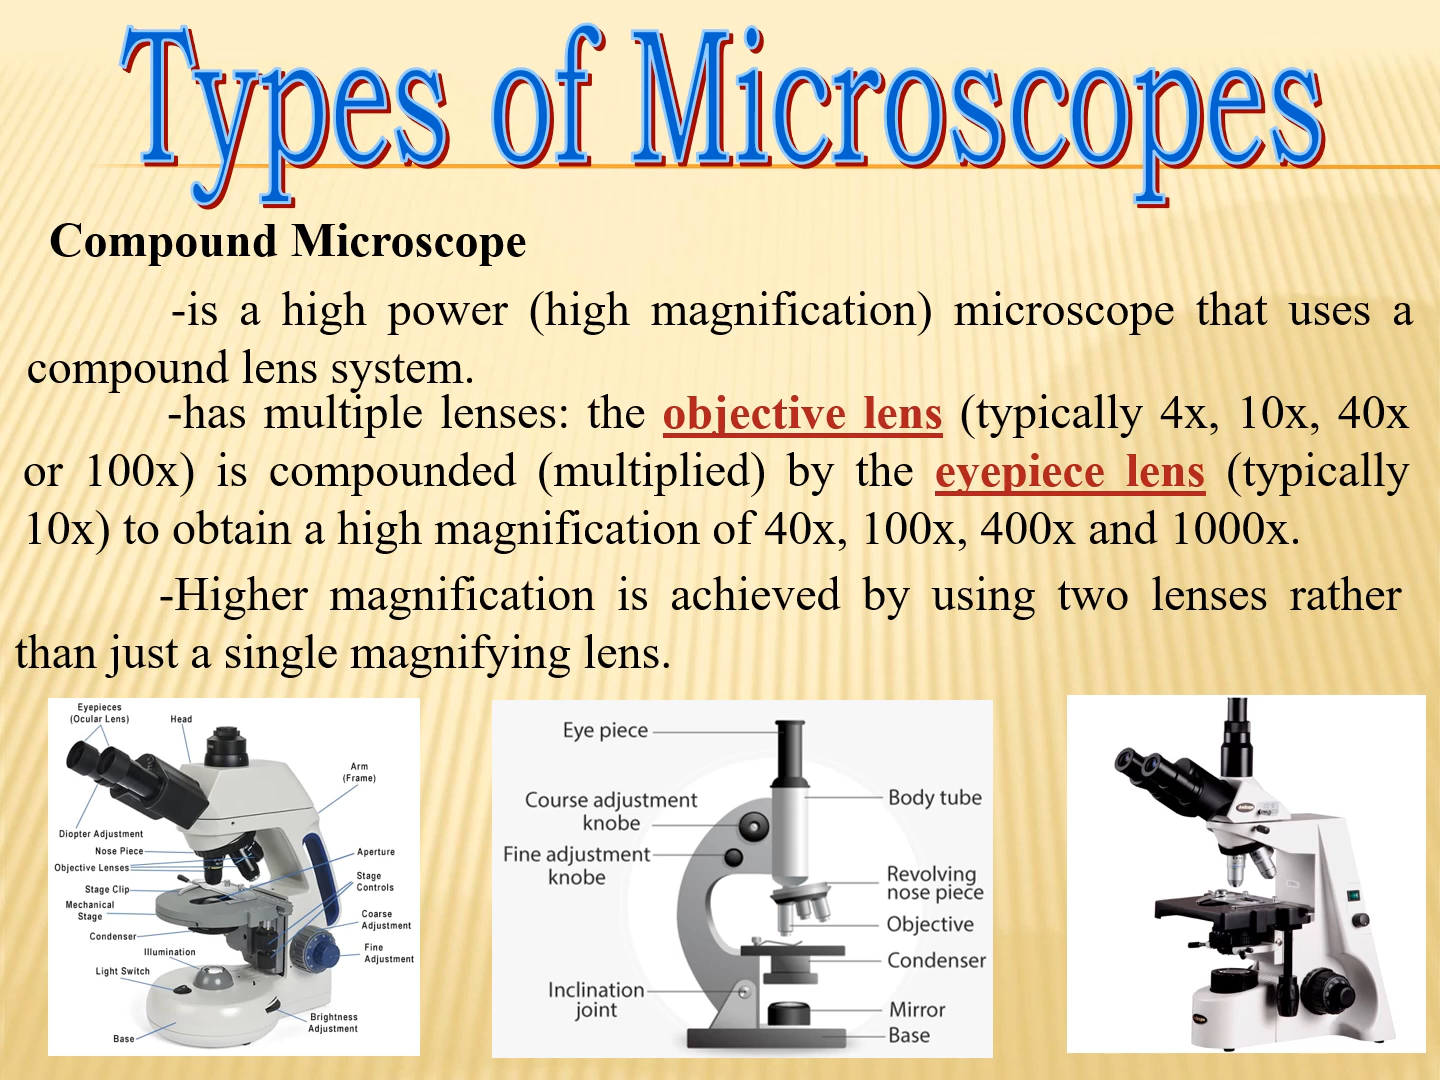 Types of Microscopes
Compound Microscope
-is a high power (high magnification) microscope that uses a
compound lens system.
-has multiple lenses: the objective lens (typically 4x, 10x, 40x
or 100x) is compounded (multiplied) by the eyepiece lens (typically
10x) to obtain a high magnification of 40x, 100x, 400x and 1000x.
-Higher magnification is achieved by using two lenses rather
than just a single magnifying lens.
Eyepieces
(Ocular Lens)
Head
Arm
(Frame)
Diopter Adjustment
Nose Piece
Objective Lenses
Aperture
Stage Clip
Stage
Controls
Mechanical
Stage
Coarse
Adjustment
Condenser
Illumination
Fine
Adjustment
Light Switch
Brightness
Adjustment
Base
Eye piece
Course adjustment
knobe
Body tube
Fine adjustment
knobe
Revolving
nose piece
Objective
Condenser
Inclination
joint
Mirror
Base